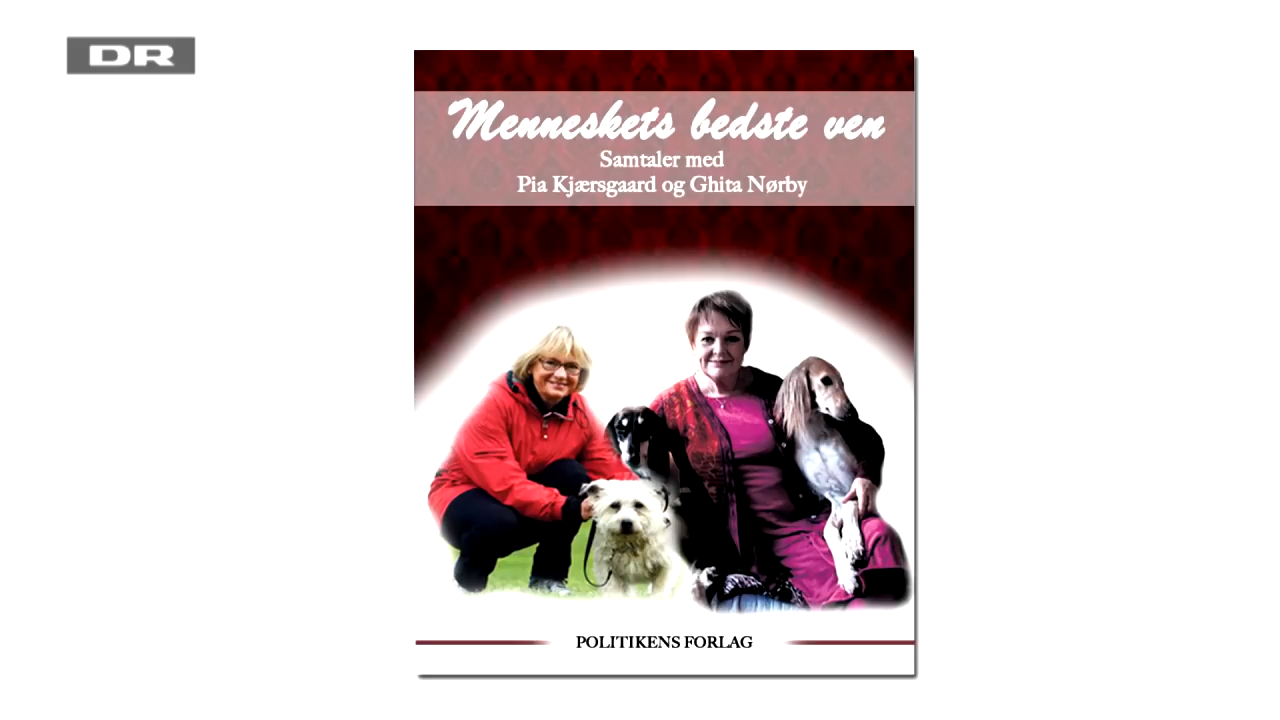 DR
Menneskets bedste ven
Samtaler med
Pia Kjærsgaard og Ghita Nørby
POLITIKENS FORLAG